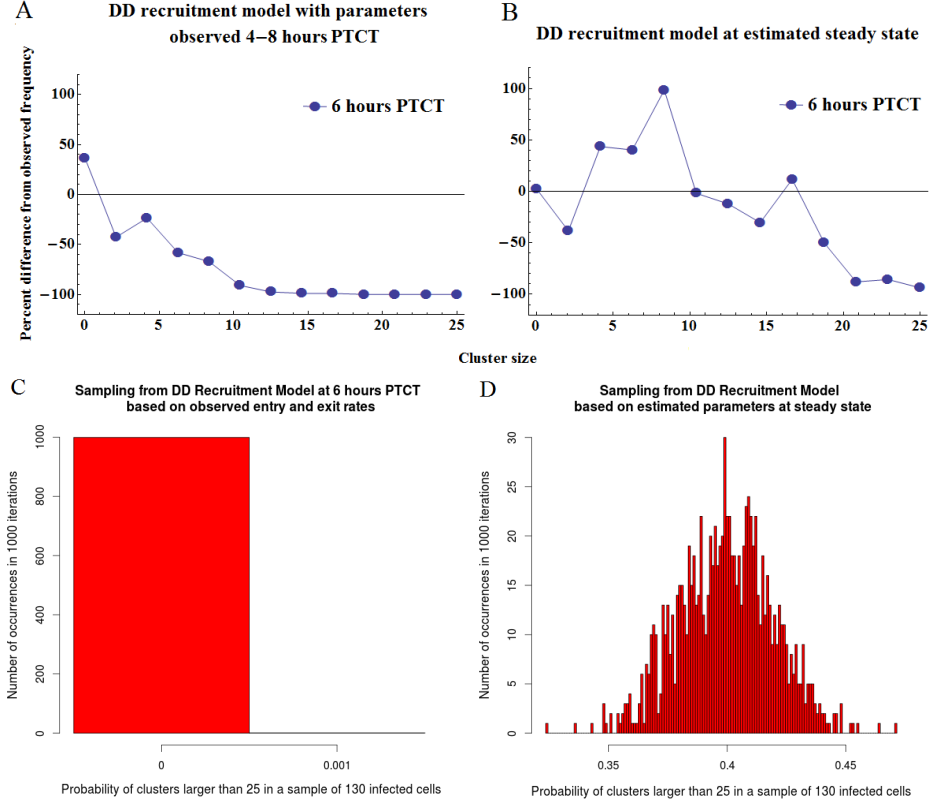 A
DD recruitment model with parameters
observed 4−8 hours PTCT
Percent difference from observed frequency
100
50
0
−50
−100
6 hours PTCT
0 5 10 15 20 25
B
DD recruitment model at estimated steady state
100
50
0
−50
−100
6 hours PTCT
0 5 10 15 20 25
Cluster size
C
Sampling from DD Recruitment Model at 6 hours PTCT
based on observed entry and exit rates
Number of occurrences in 1000 iterations
1000
800
600
400
200
0
0 0.001
Probability of clusters larger than 25 in a sample of 130 infected cells
D
Sampling from DD Recruitment Model
based on estimated parameters at steady state
Number of occurrences in 1000 iterations
30
25
20
15
10
5
0
0.35 0.4 0.45
Probability of clusters larger than 25 in a sample of 130 infected cells